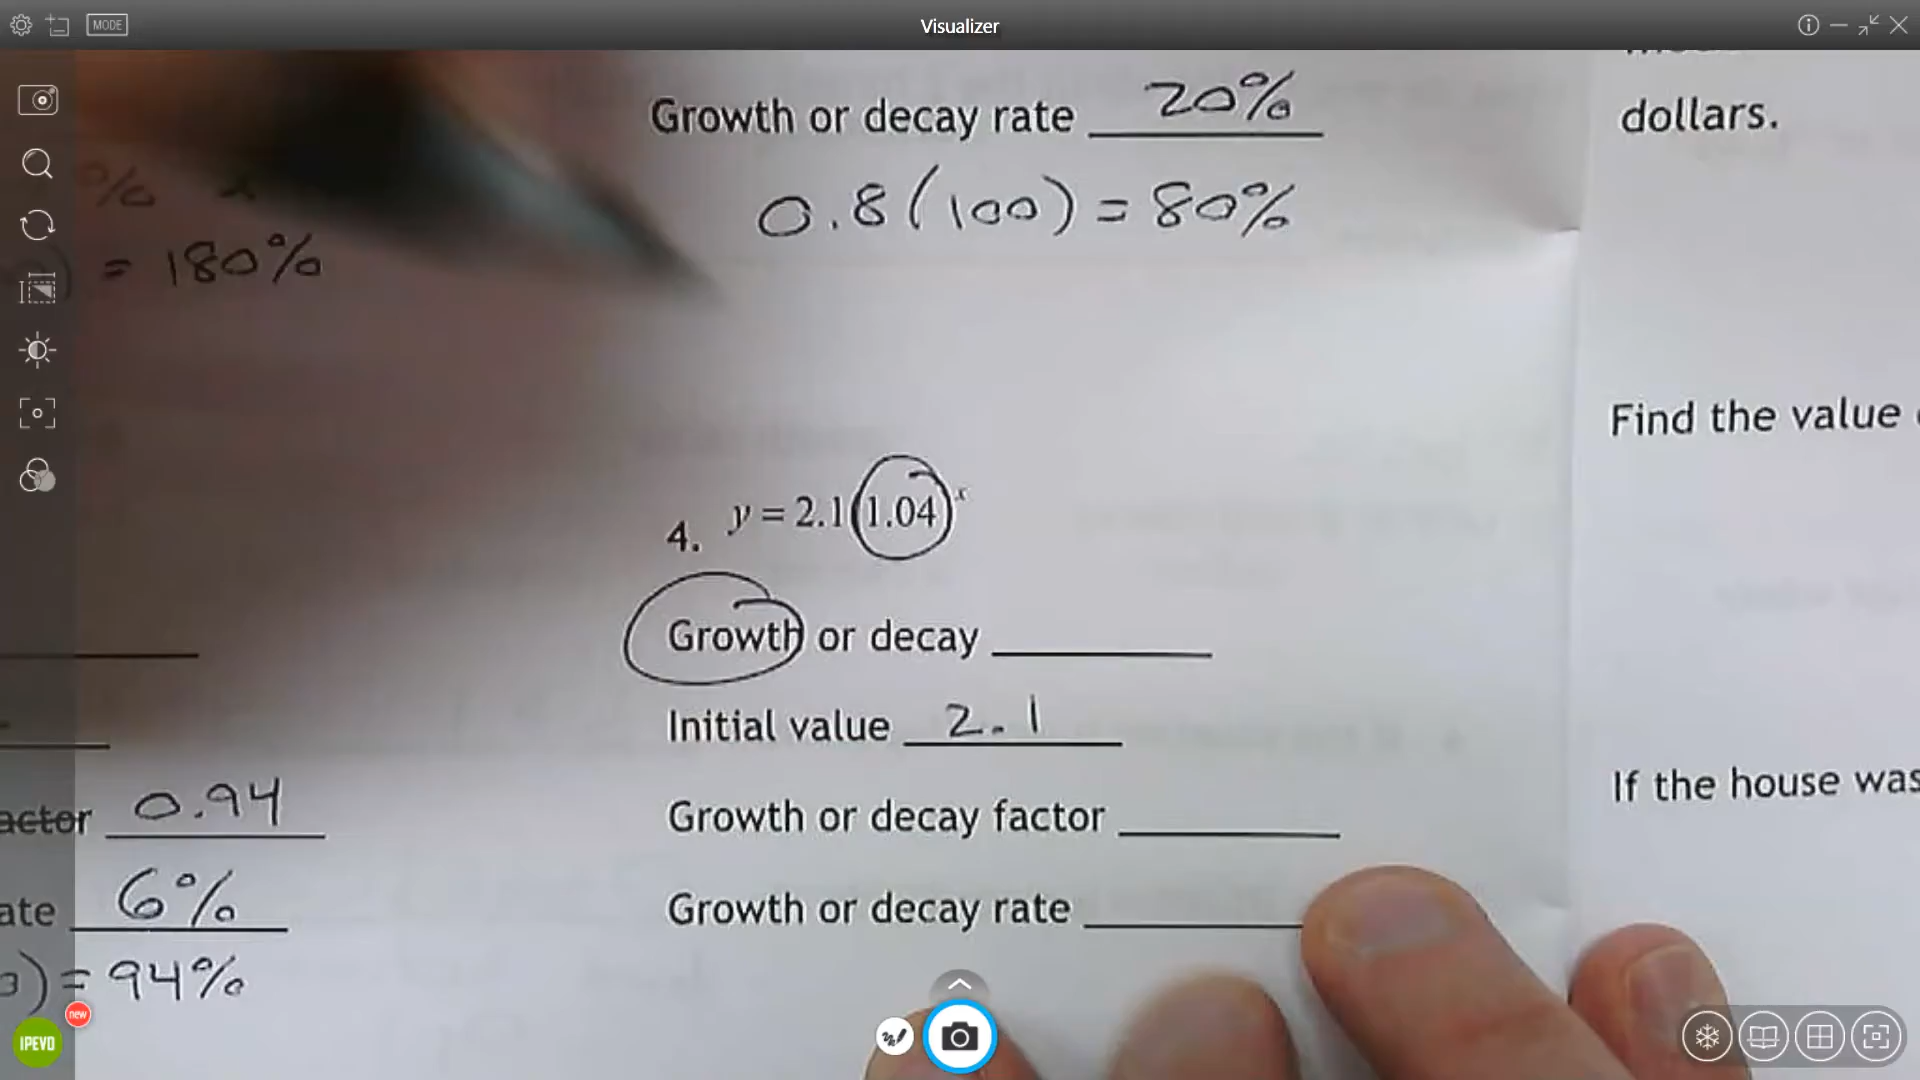 MODE
Visualizer
Growth or decay rate 20%
0.8(100) = 80%
%
= 180%
actor 0.94
ate 6%
) = 94%
4. y = 2.1(1.04)^x
Growth or decay
Initial value 2.1
Growth or decay factor
Growth or decay rate
dollars.
Find the value
If the house was
new
IPEVO